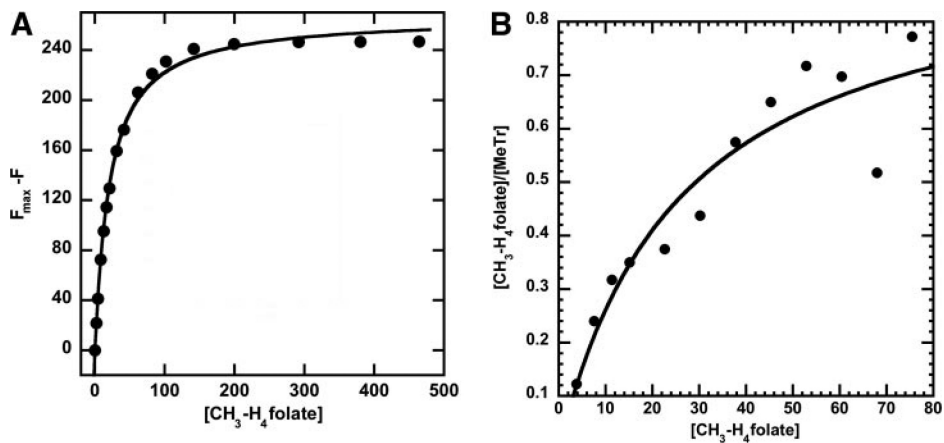 A
240
200
160
120
80
40
0
F_max -F
0 100 200 300 400 500
[CH₃-H₄folate]
B
0.8
0.7
0.6
0.5
0.4
0.3
0.2
0.1
[CH₃-H₄folate]/[MeTr]
0 10 20 30 40 50 60 70 80
[CH₃-H₄folate]